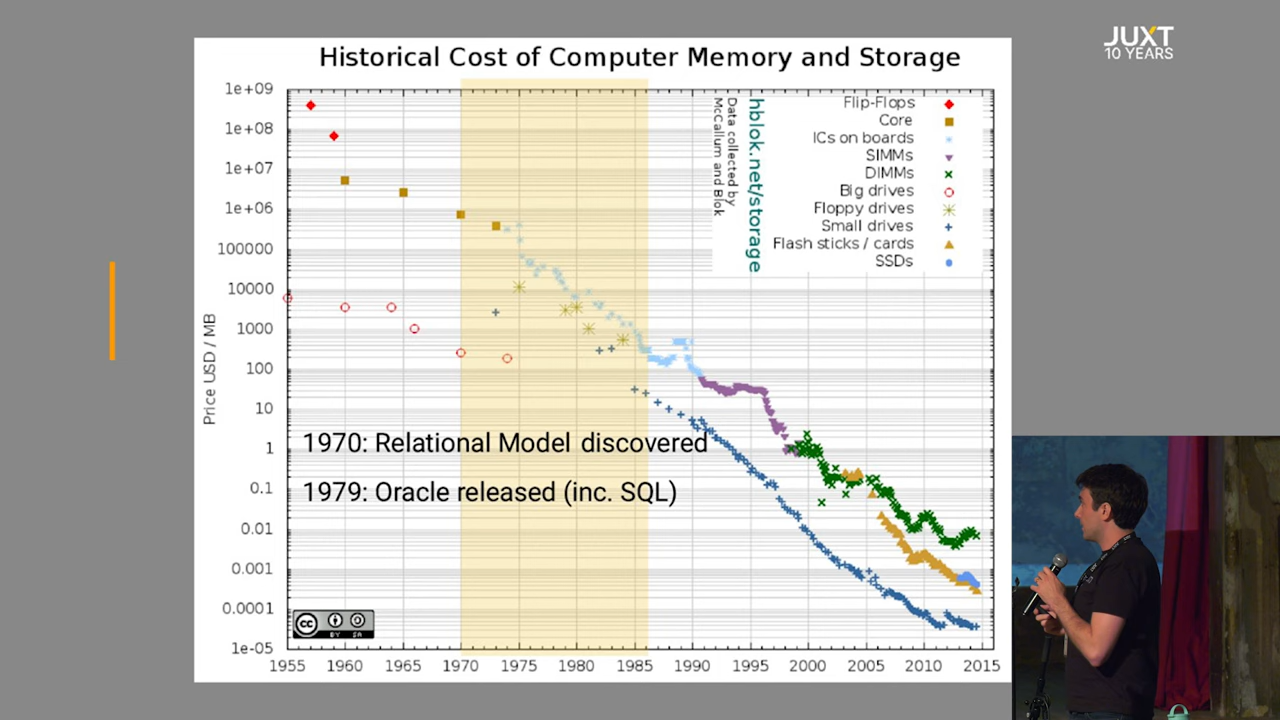 JUXT
10 YEARS
Historical Cost of Computer Memory and Storage
1e+09
1e+08
1e+07
1e+06
100000
10000
1000
100
10
1
0.1
0.01
0.001
0.0001
1e-05
Price USD / MB
1955 1960 1965 1970 1975 1980 1985 1990 1995 2000 2005 2010 2015
Data collected by
McCallum and Blok
hblok.net/storage
Flip-Flops
Core
ICs on boards
SIMMs
DIMMs
Big drives
Floppy drives
Small drives
Flash sticks / cards
SSDs
1970: Relational Model discovered
1979: Oracle released (inc. SQL)
cc
BY SA